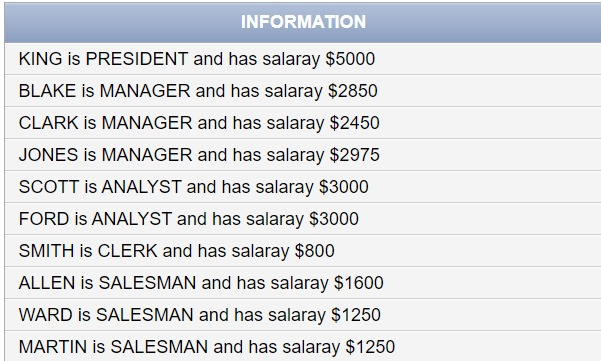 INFORMATION
KING is PRESIDENT and has salaray $5000
BLAKE is MANAGER and has salaray $2850
CLARK is MANAGER and has salaray $2450
JONES is MANAGER and has salaray $2975
SCOTT is ANALYST and has salaray $3000
FORD is ANALYST and has salaray $3000
SMITH is CLERK and has salaray $800
ALLEN is SALESMAN and has salaray $1600
WARD is SALESMAN and has salaray $1250
MARTIN is SALESMAN and has salaray $1250